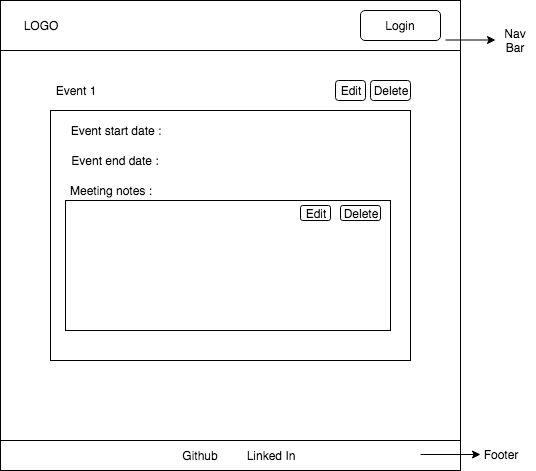 LOGO
Login
Nav
Bar
Event 1
Edit
Delete
Event start date :
Event end date :
Meeting notes :
Edit
Delete
Github
Linked In
Footer